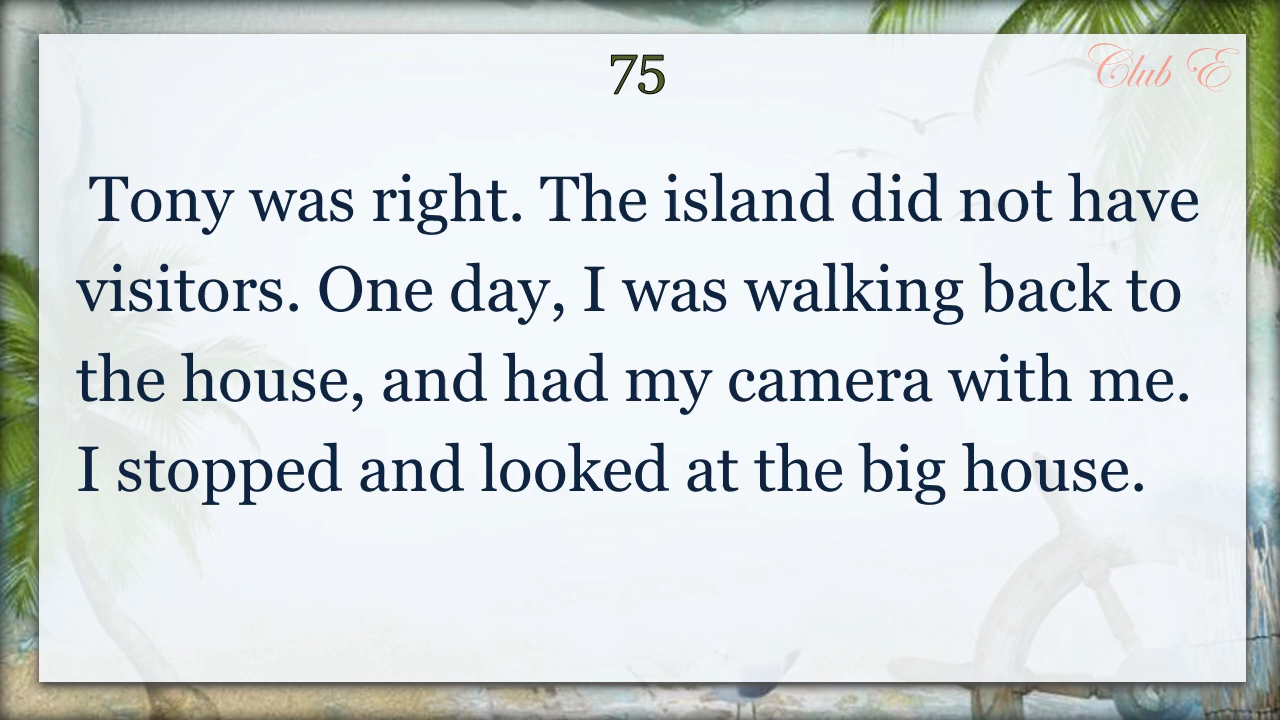 75
Club E
Tony was right. The island did not have
visitors. One day, I was walking back to
the house, and had my camera with me.
I stopped and looked at the big house.